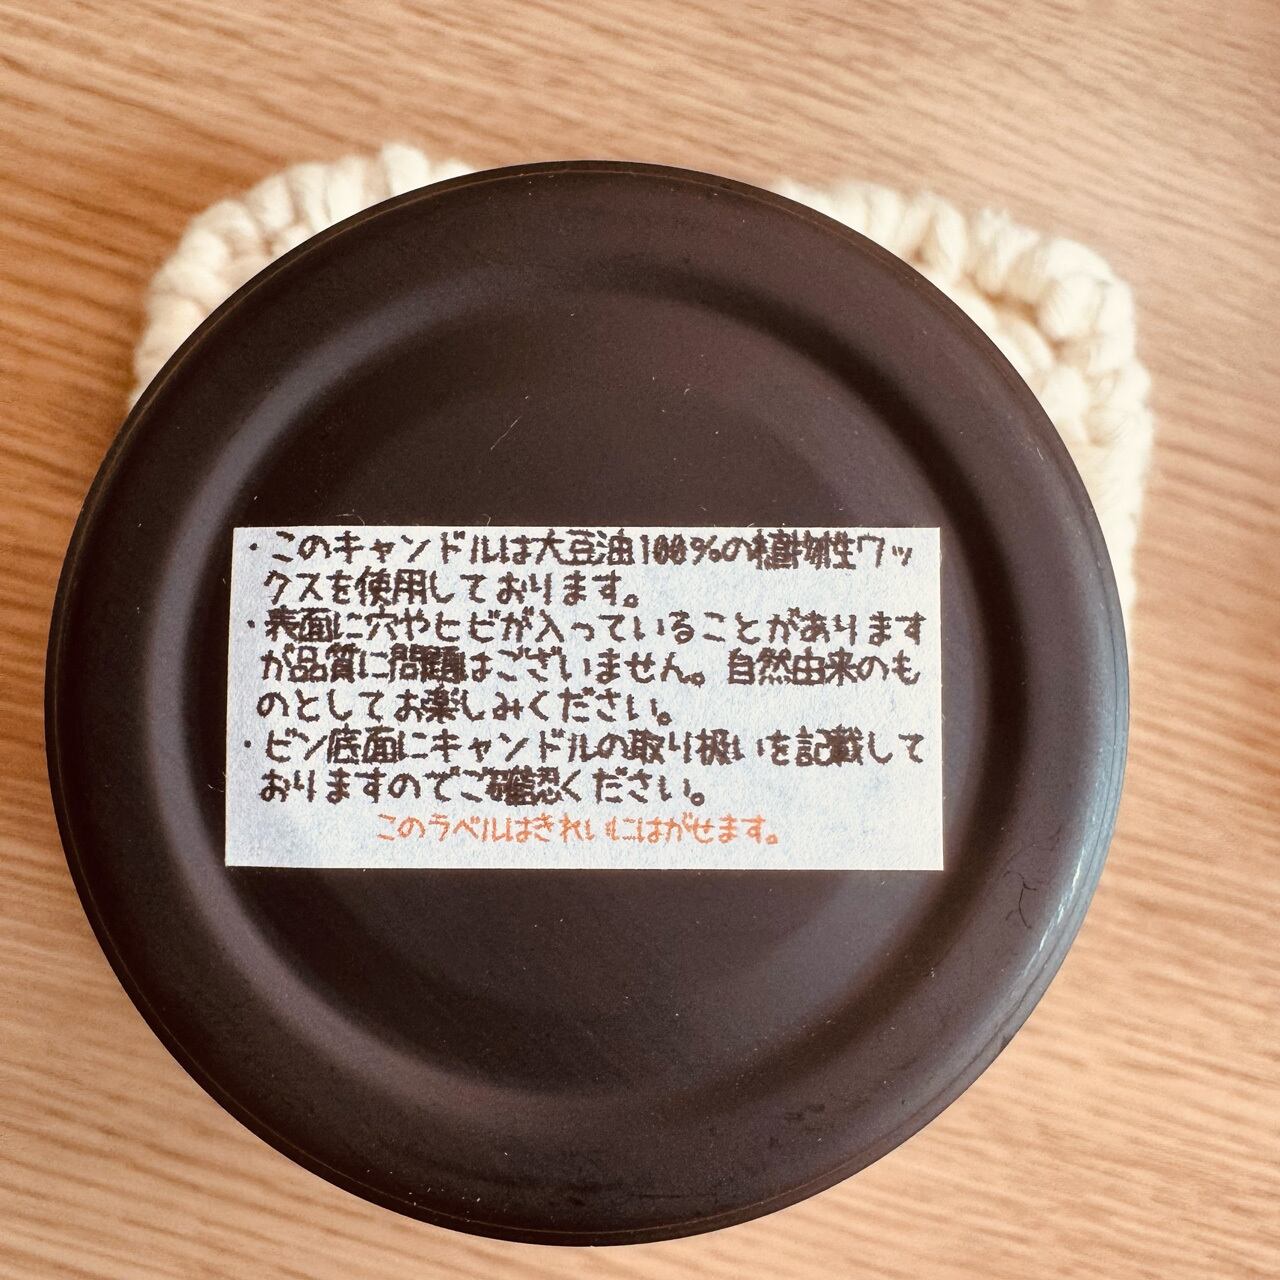 ・このキャンドルは大豆油100%の植物性ワッ
クスを使用しております。
・表面に穴やヒビが入っていることがあります
が品質に問題はございません。自然由来のも
のとしてお楽しみください。
・ビン底面にキャンドルの取り扱いを記載して
おりますのでご確認ください。
このラベルはきれいにはがせます。